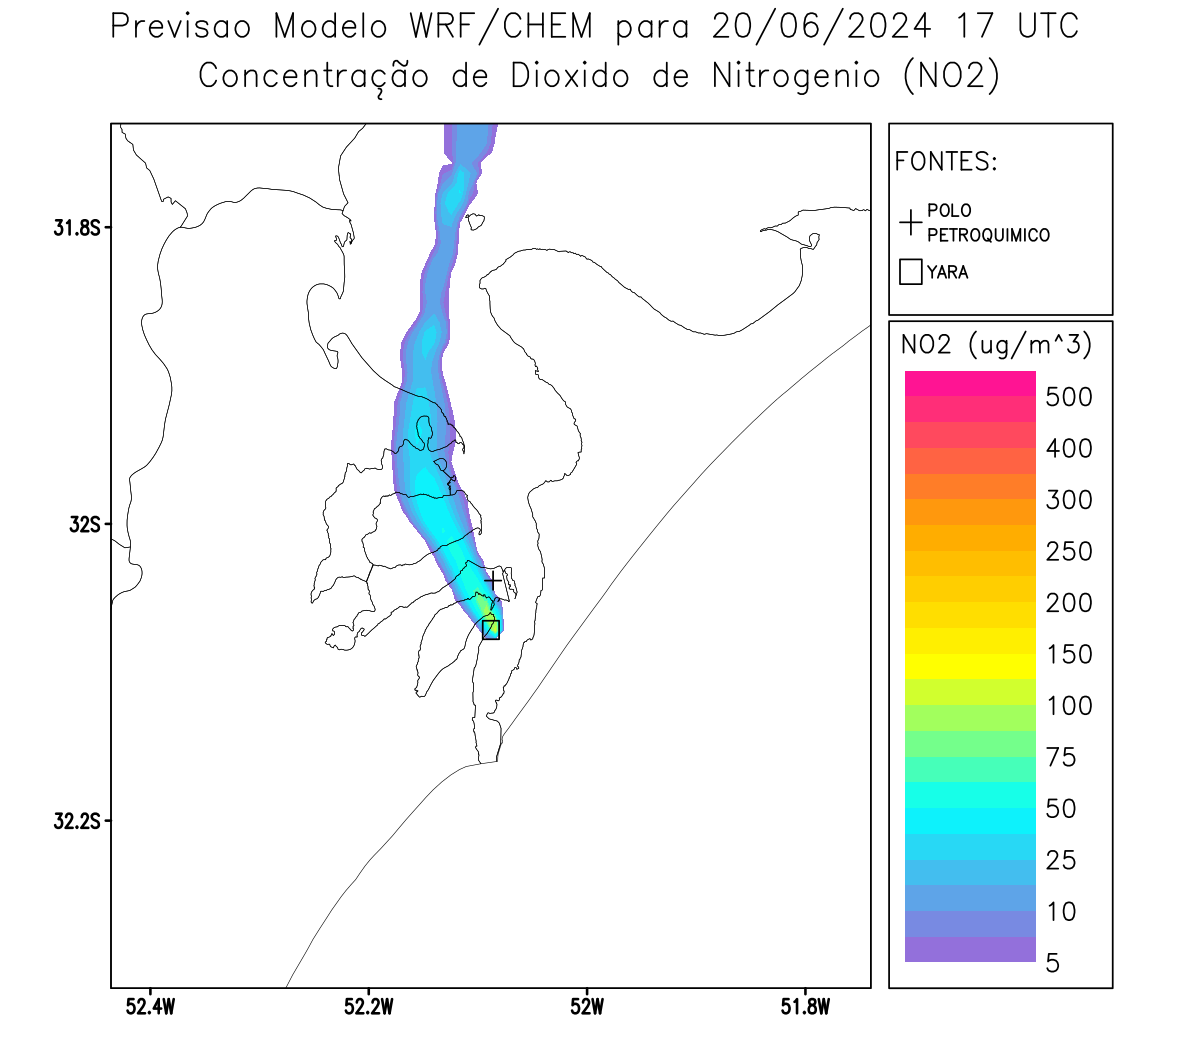 Previsao Modelo WRF/CHEM para 20/06/2024 17 UTC
Concentração de Dioxido de Nitrogenio (NO2)
FONTES:
POLO
PETROQUIMICO
YARA
NO2 (ug/m^3)
500
400
300
250
200
150
100
75
50
25
10
5
31.8S
32S
32.2S
52.4W
52.2W
52W
51.8W